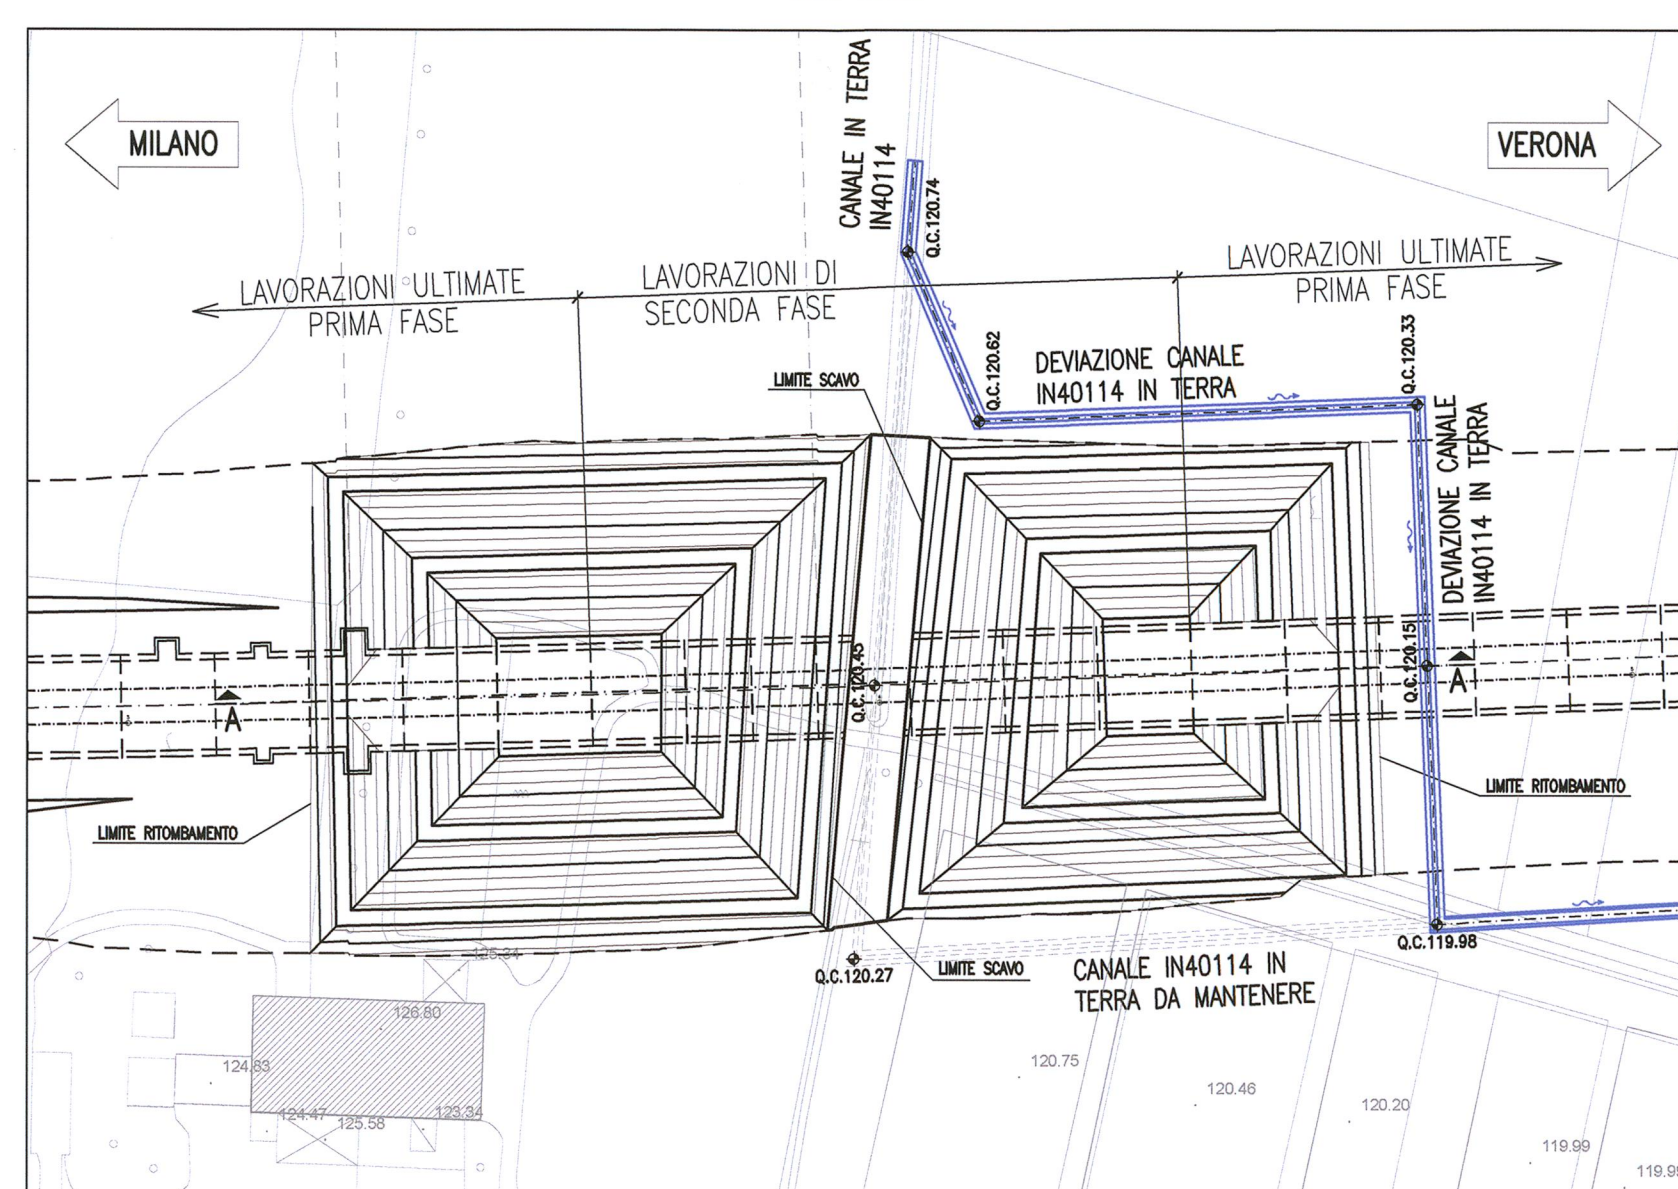 MILANO
VERONA
CANALE IN TERRA
IN40114
Q.C.120.74
LAVORAZIONI ULTIMATE
PRIMA FASE
LAVORAZIONI DI
SECONDA FASE
LAVORAZIONI ULTIMATE
PRIMA FASE
LIMITE SCAVO
Q.C.120.62
DEVIAZIONE CANALE
IN40114 IN TERRA
Q.C.120.33
DEVIAZIONE CANALE
IN40114 IN TERRA
Q.C.120.45
Q.C.120.15
A
A
LIMITE RITOMBAMENTO
LIMITE RITOMBAMENTO
Q.C.119.98
Q.C.120.27
LIMITE SCAVO
CANALE IN40114 IN
TERRA DA MANTENERE
125.34
126.80
124.83
124.47
125.58
123.34
120.75
120.46
120.20
119.99